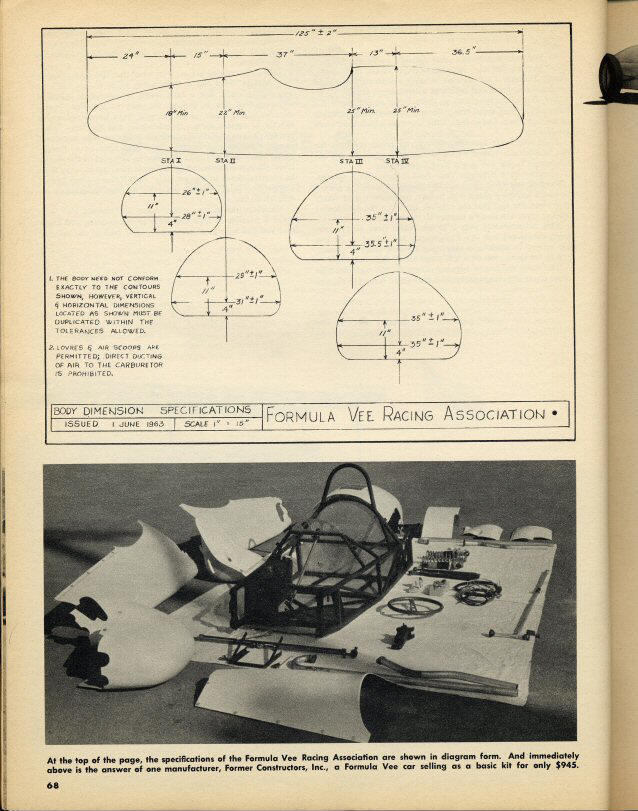 125" ± 2"
24" 15" 37" 13" 36.5"
18" Min. 22" Min. 25" Min. 25" Min.
STA I STA II STA III STA IV
26" ± 1"
11"
28" ± 1"
4"
35" ± 1"
11"
35.5" ± 1"
4"
25" ± 1"
11"
31" ± 1"
4"
35" ± 1"
11"
35" ± 1"
4"
1. THE BODY NEED NOT CONFORM
EXACTLY TO THE CONTOURS
SHOWN, HOWEVER, VERTICAL
& HORIZONTAL DIMENSIONS
LOCATED AS SHOWN MUST BE
DUPLICATED WITHIN THE
TOLERANCES ALLOWED.
2. LOVRES & AIR SCOOPS ARE
PERMITTED; DIRECT DUCTING
OF AIR TO THE CARBURETOR
IS PROHIBITED.
BODY DIMENSION SPECIFICATIONS
ISSUED 1 JUNE 1963 SCALE 1" = 15"
FORMULA VEE RACING ASSOCIATION •
At the top of the page, the specifications of the Formula Vee Racing Association are shown in diagram form. And immediately
above is the answer of one manufacturer, Former Constructors, Inc., a Formula Vee car selling as a basic kit for only $945.
68